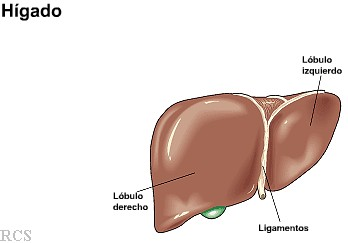 Hígado
Lóbulo
izquierdo
Lóbulo
derecho
Ligamentos
RCS